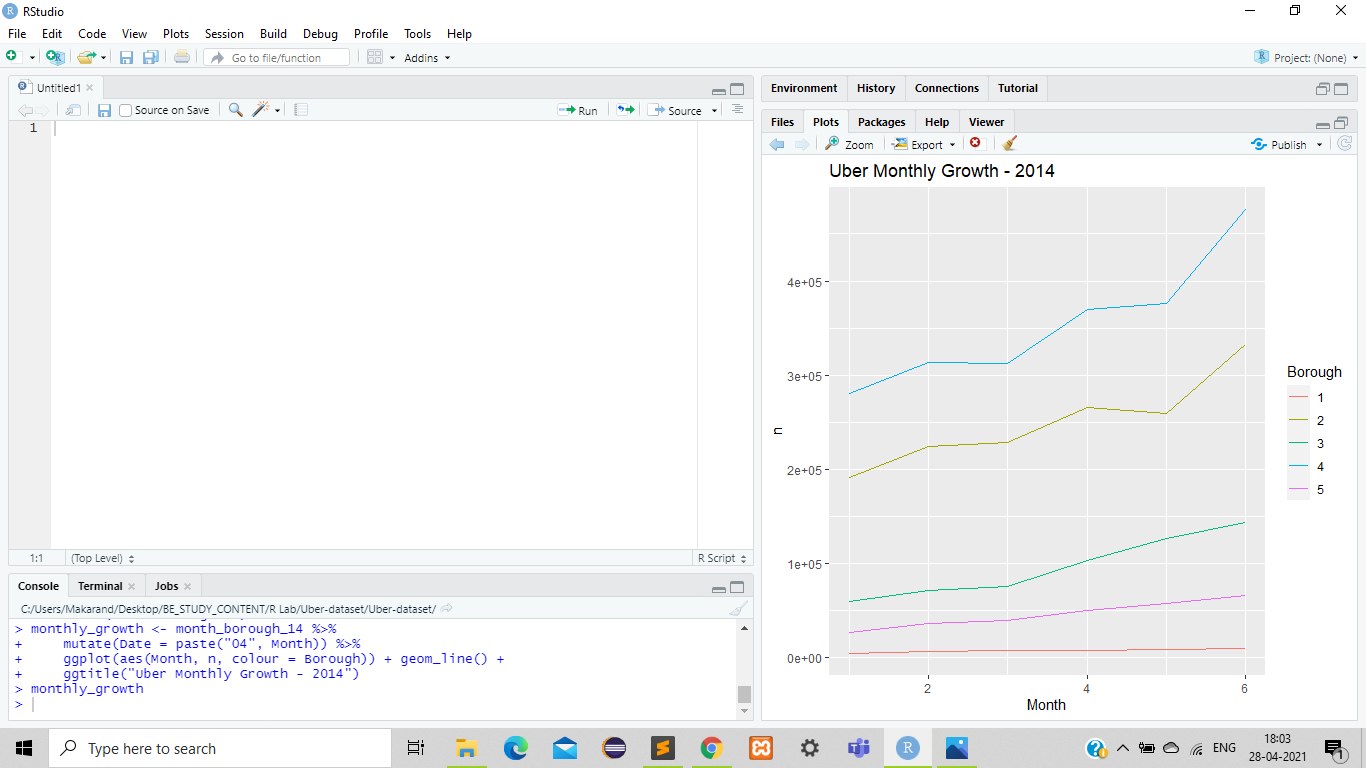 RStudio
File Edit Code View Plots Session Build Debug Profile Tools Help
Go to file/function Addins Project: (None)
Untitled1
Source on Save Run Source
1
1:1 (Top Level) R Script
Console Terminal Jobs
C:/Users/Makarand/Desktop/BE_STUDY_CONTENT/R Lab/Uber-dataset/Uber-dataset/
> monthly_growth <- month_borough_14 %>%
+ mutate(Date = paste("04", Month)) %>%
+ ggplot(aes(Month, n, colour = Borough)) + geom_line() +
+ ggtitle("Uber Monthly Growth - 2014")
> monthly_growth
>
Environment History Connections Tutorial
Files Plots Packages Help Viewer
Zoom Export Publish
Uber Monthly Growth - 2014
4e+05
3e+05
2e+05
1e+05
0e+00
n
2 4 6
Month
Borough
1
2
3
4
5
Type here to search
ENG
18:03
28-04-2021
1